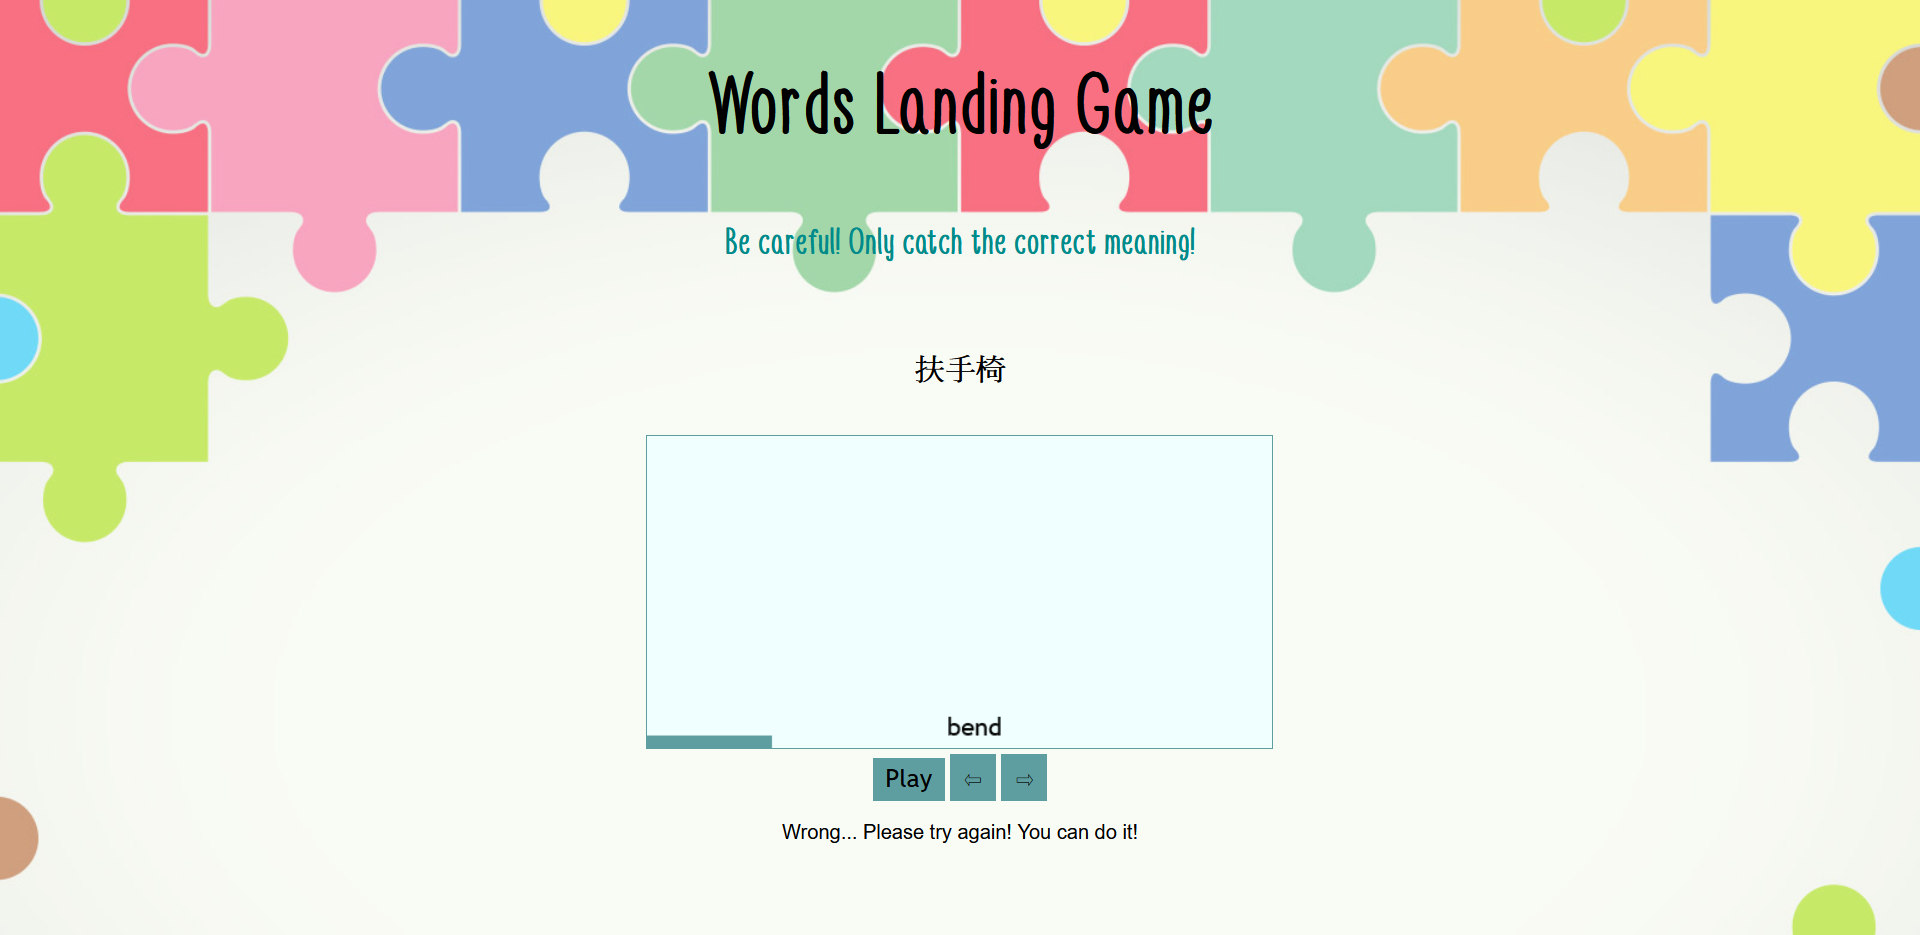 Words Landing Game
Be careful! Only catch the correct meaning!
扶手椅
bend
Play ⇦ ⇨
Wrong... Please try again! You can do it!